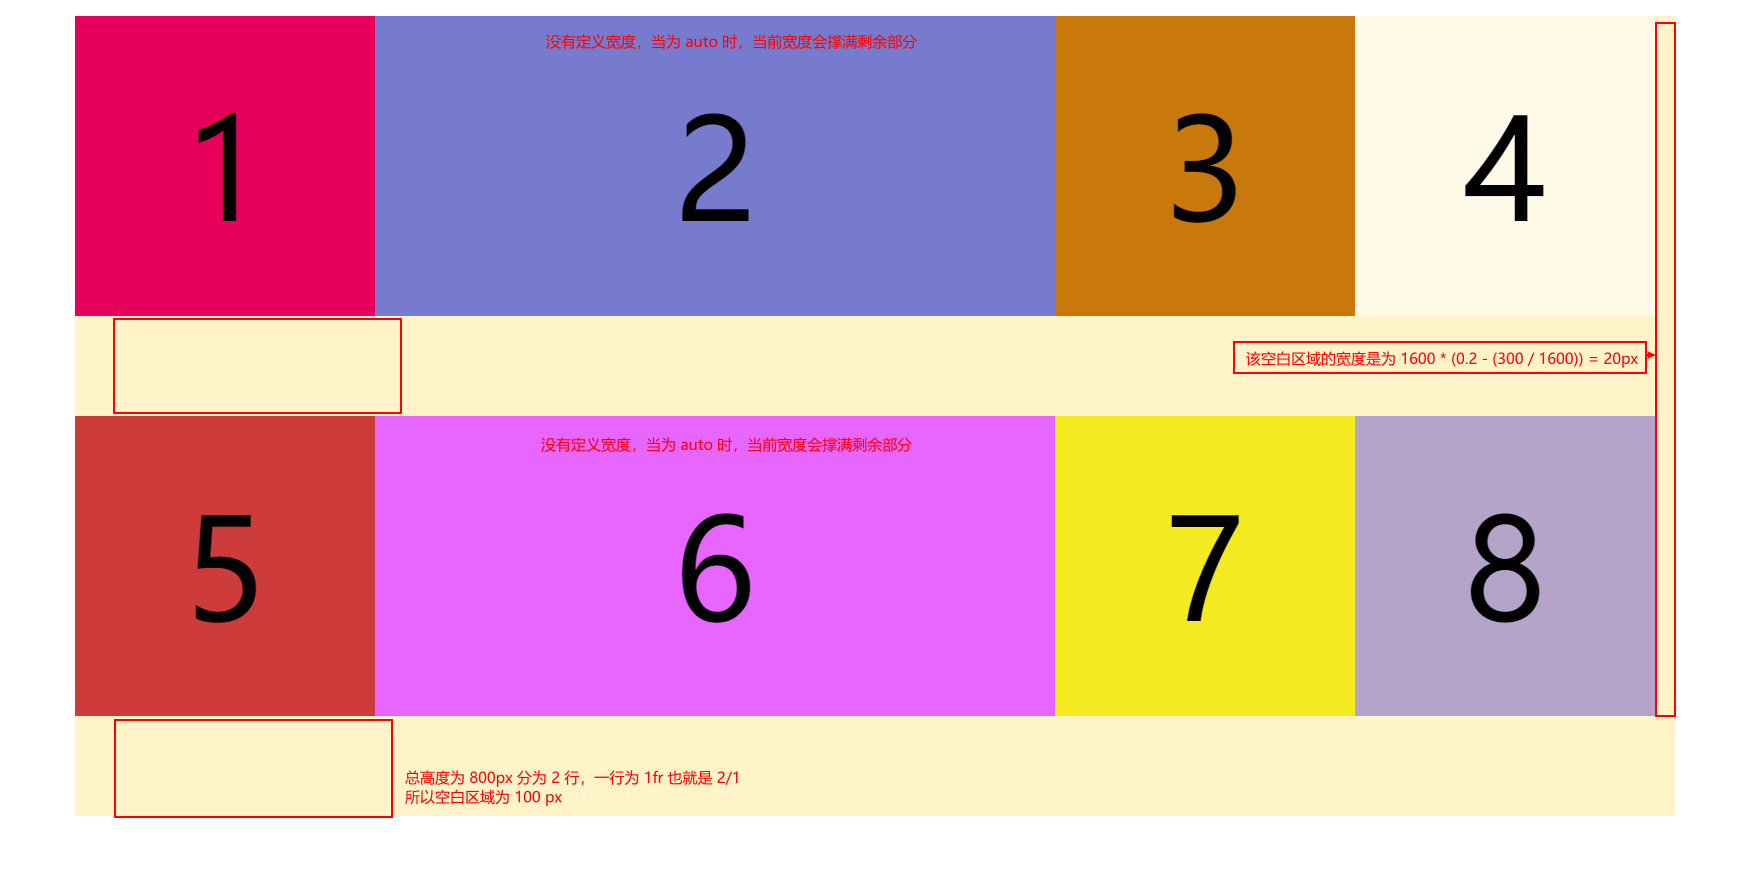 没有定义宽度，当为 auto 时，当前宽度会撑满剩余部分
1
2
3
4
该空白区域的宽度是为 1600 * (0.2 - (300 / 1600)) = 20px
没有定义宽度，当为 auto 时，当前宽度会撑满剩余部分
5
6
7
8
总高度为 800px 分为 2 行，一行为 1fr 也就是 2/1
所以空白区域为 100 px